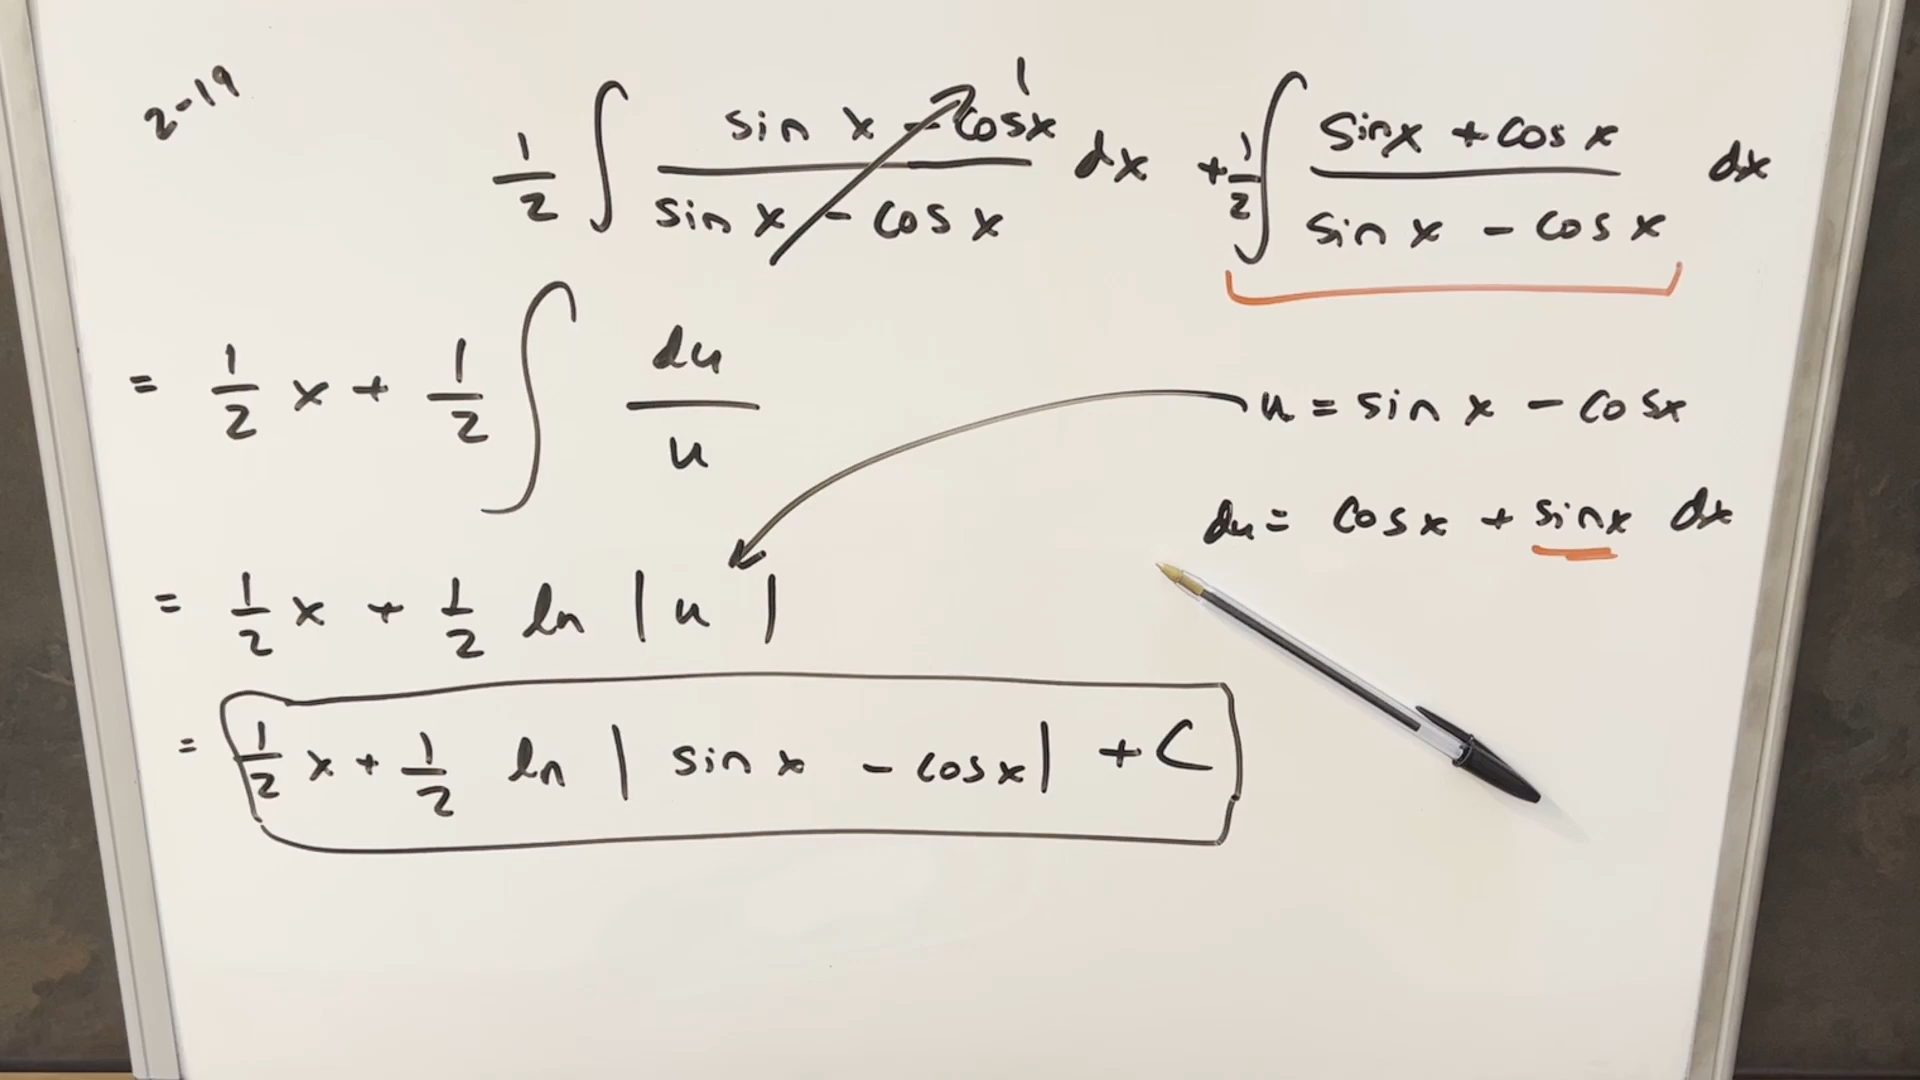 2-19
1/2 ∫ (sin x - cos x)/(sin x - cos x) dx + 1/2 ∫ (sin x + cos x)/(sin x - cos x) dx
1
= 1/2 x + 1/2 ∫ du/u
u = sin x - cos x
du = cos x + sin x dx
= 1/2 x + 1/2 ln | u |
= 1/2 x + 1/2 ln | sin x - cos x | + C